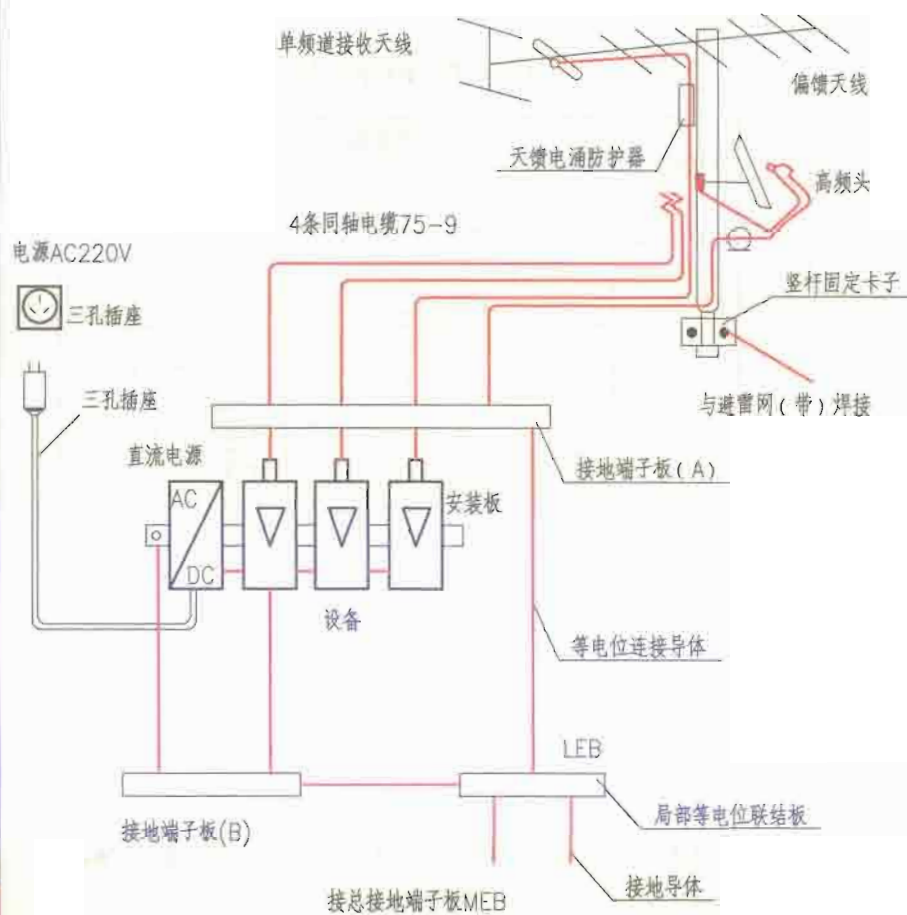 单频道接收天线
偏馈天线
天馈电涌防护器
高频头
4条同轴电缆75-9
电源AC220V
竖杆固定卡子
三孔插座
三孔插座
与避雷网(带)焊接
直流电源
接地端子板(A)
AC
安装板
DC
设备
等电位连接导体
LEB
局部等电位联结板
接地端子板(B)
接地导体
接总接地端子板MEB